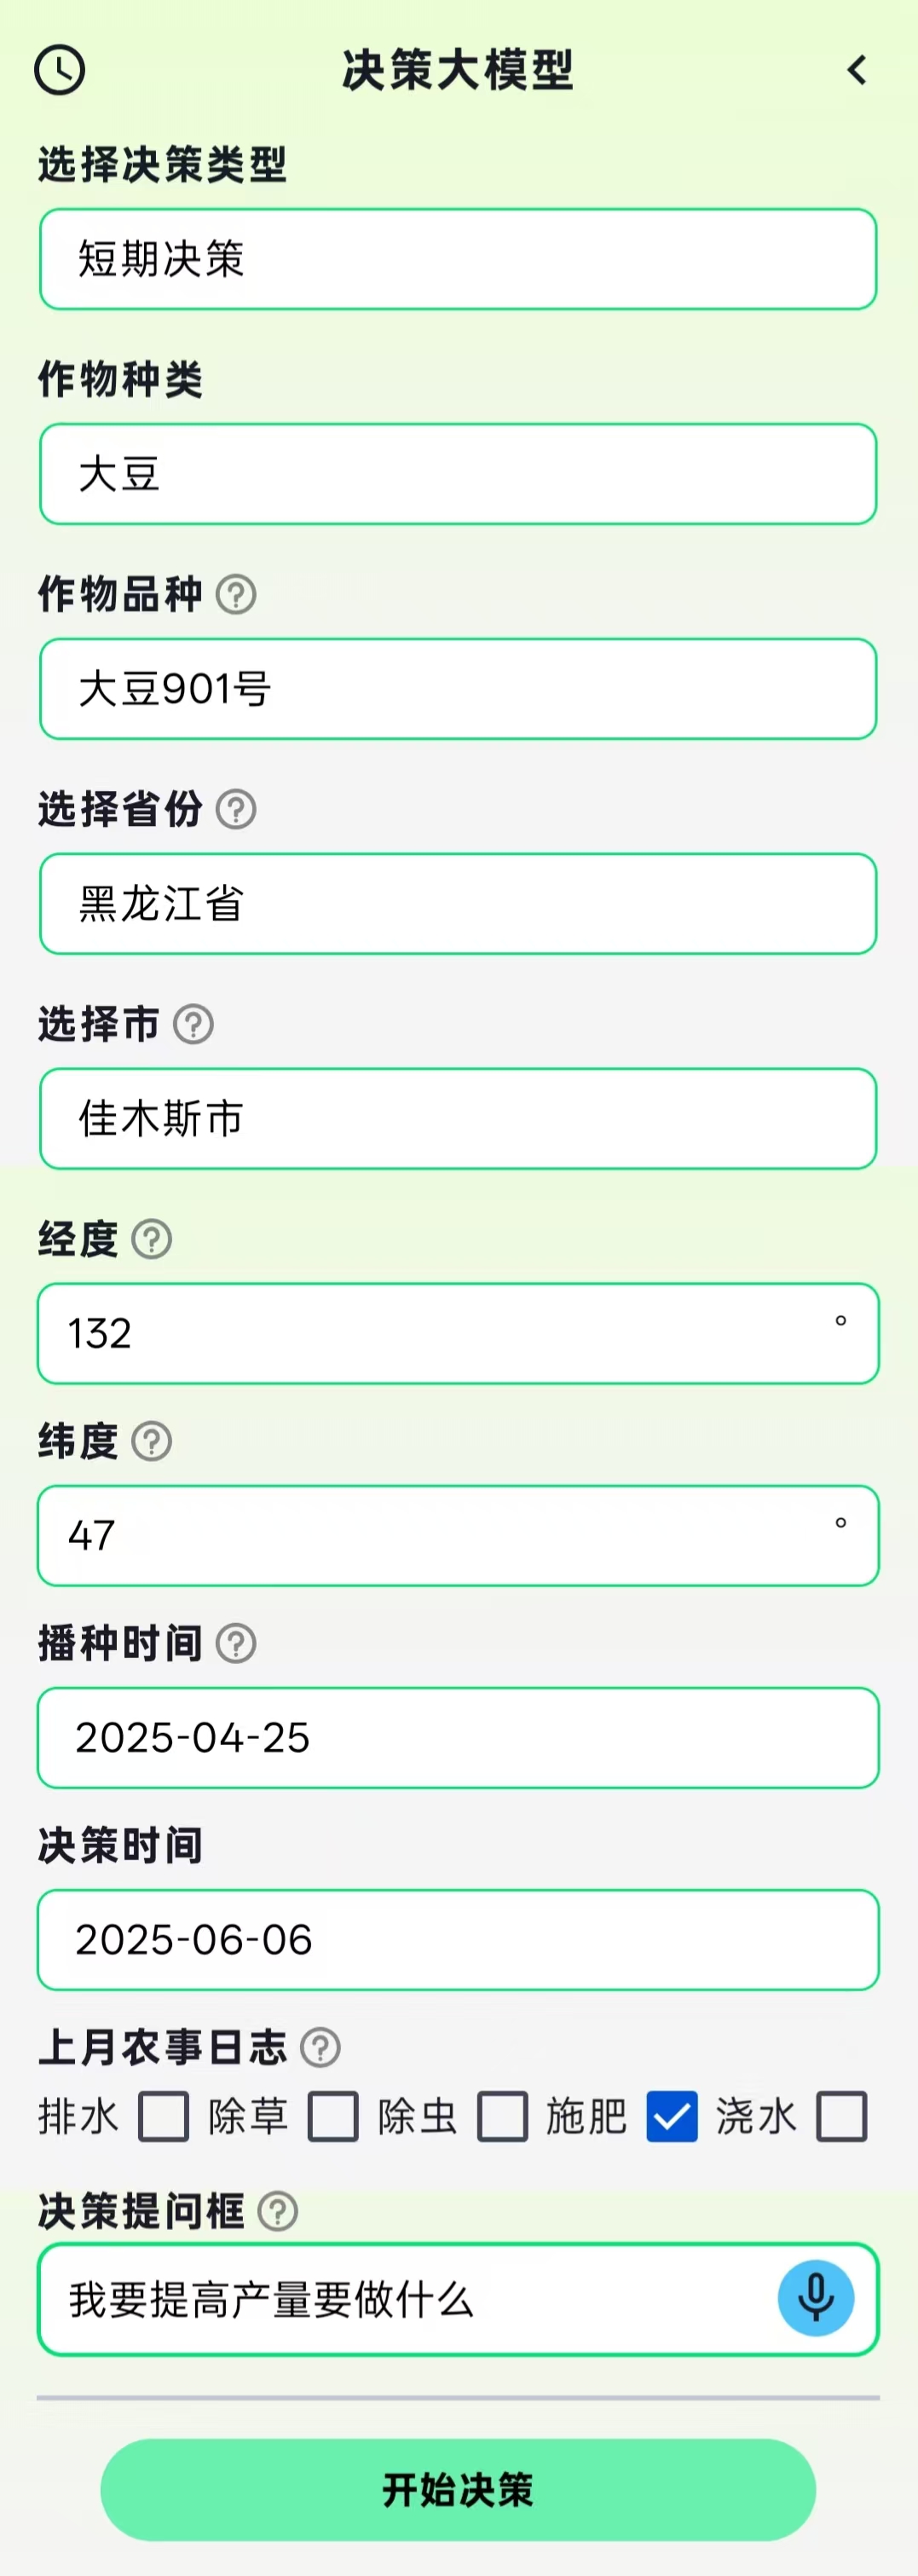 决策大模型
选择决策类型
短期决策
作物种类
大豆
作物品种
大豆901号
选择省份
黑龙江省
选择市
佳木斯市
经度
132 °
纬度
47 °
播种时间
2025-04-25
决策时间
2025-06-06
上月农事日志
排水 除草 除虫 施肥 浇水
决策提问框
我要提高产量要做什么
开始决策